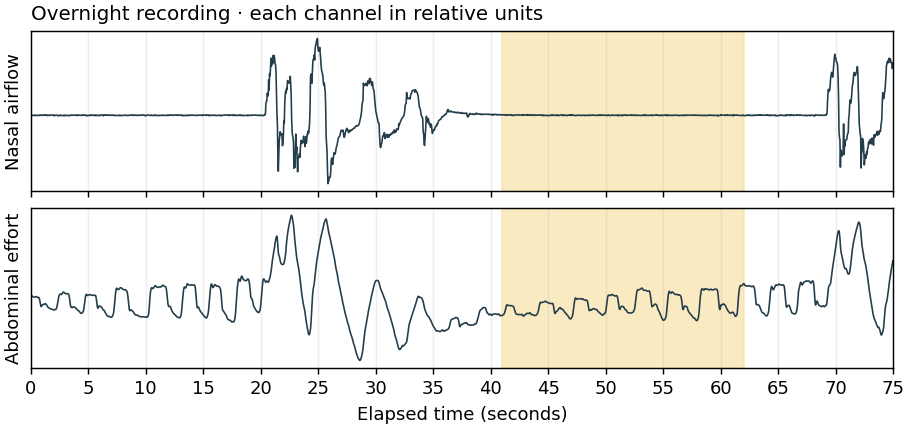 Overnight recording · each channel in relative units
Nasal airflow
Abdominal effort
0 5 10 15 20 25 30 35 40 45 50 55 60 65 70 75
Elapsed time (seconds)